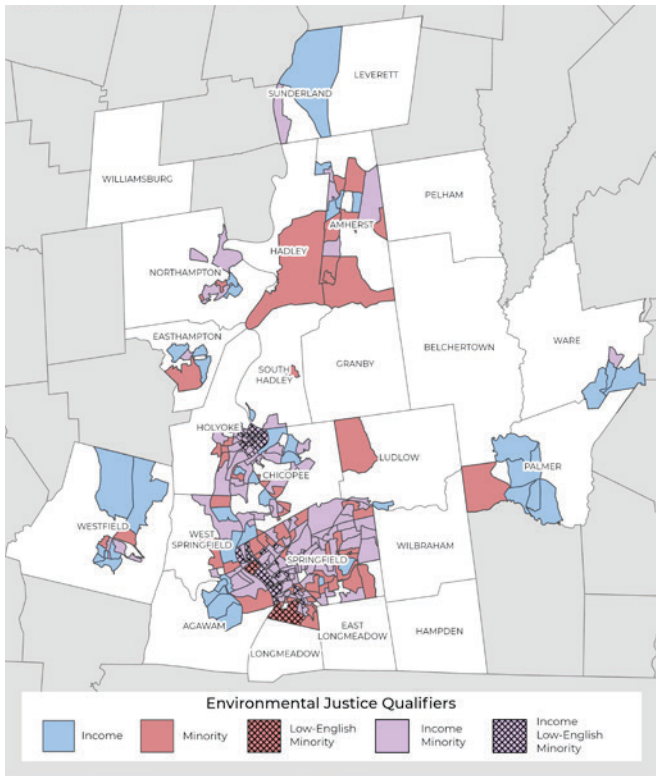 LEVERETT
SUNDERLAND
WILLIAMSBURG
PELHAM
AMHERST
HADLEY
NORTHAMPTON
EASTHAMPTON
WARE
BELCHERTOWN
GRANBY
SOUTH
HADLEY
HOLYOKE
LUDLOW
PALMER
CHICOPEE
WESTFIELD
WEST
SPRINGFIELD
WILBRAHAM
SPRINGFIELD
AGAWAM
EAST
LONGMEADOW
HAMPDEN
LONGMEADOW
Environmental Justice Qualifiers
Income
Minority
Low-English
Minority
Income
Minority
Income
Low-English
Minority